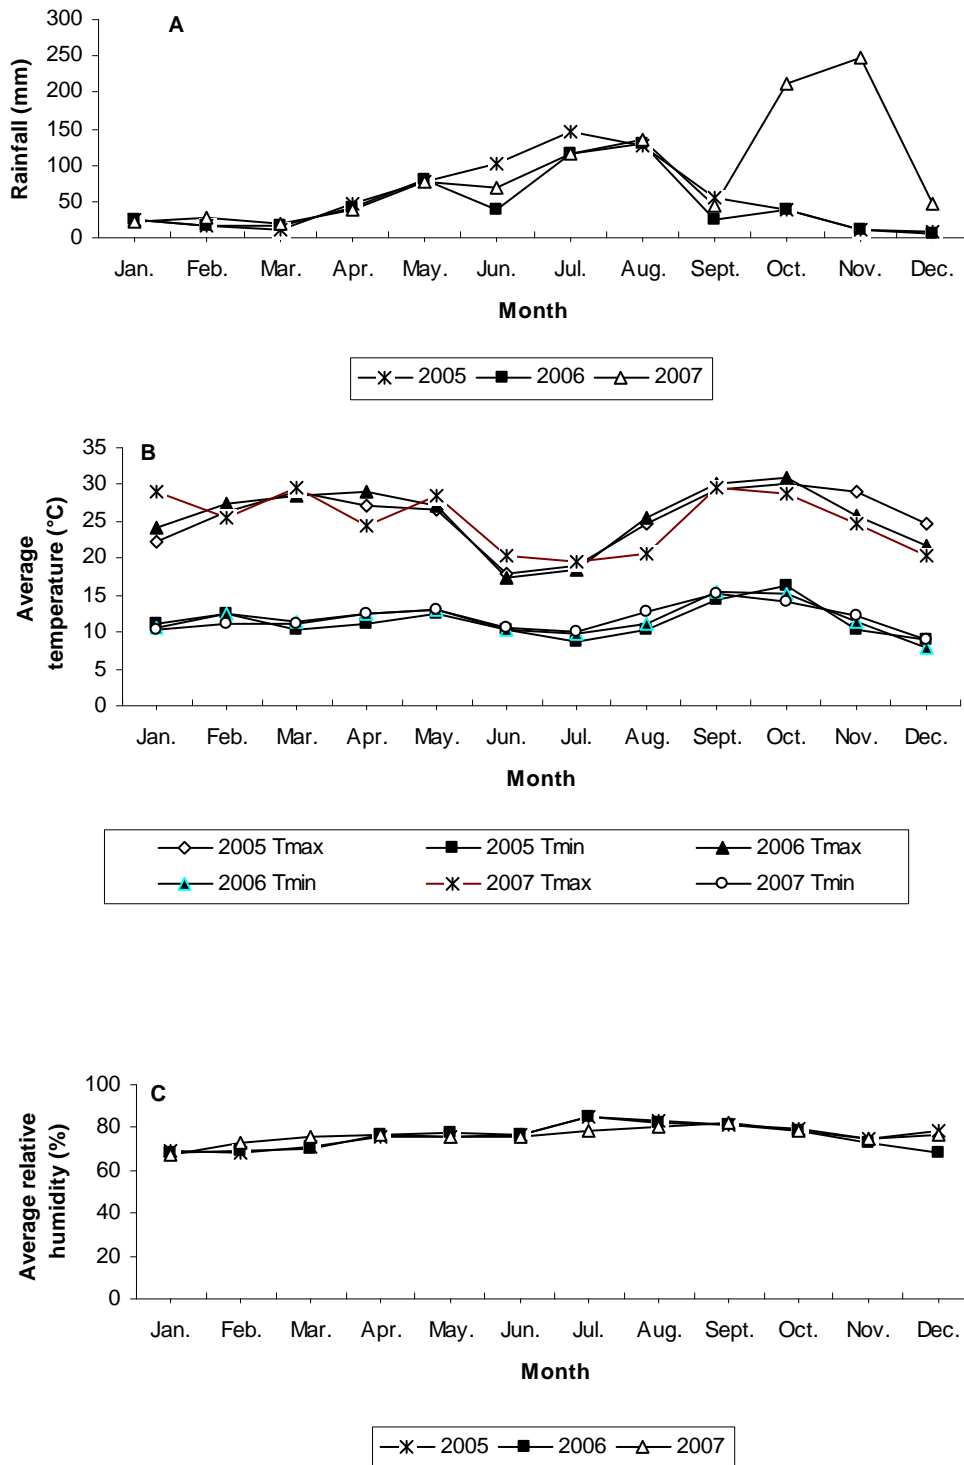 A
Rainfall (mm)
300
250
200
150
100
50
0
Jan. Feb. Mar. Apr. May. Jun. Jul. Aug. Sept. Oct. Nov. Dec.
Month
2005 2006 2007
B
Average
temperature (°C)
35
30
25
20
15
10
5
0
Jan. Feb. Mar. Apr. May. Jun. Jul. Aug. Sept. Oct. Nov. Dec.
Month
2005 Tmax 2005 Tmin 2006 Tmax
2006 Tmin 2007 Tmax 2007 Tmin
C
Average relative
humidity (%)
100
80
60
40
20
0
Jan. Feb. Mar. Apr. May. Jun. Jul. Aug. Sept. Oct. Nov. Dec.
Month
2005 2006 2007